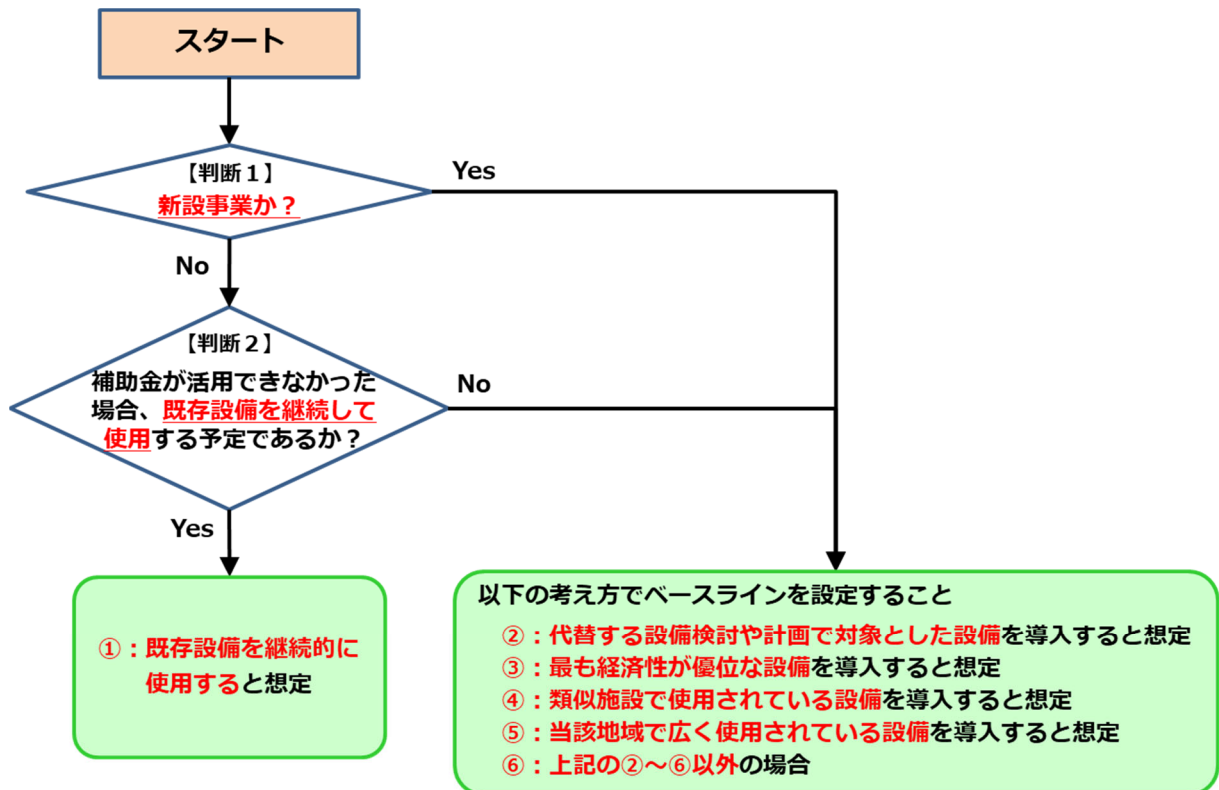 スタート
【判断１】
新設事業か？
Yes
No
【判断２】
補助金が活用できなかった
場合、既存設備を継続して
使用する予定であるか？
No
Yes
①：既存設備を継続的に
使用すると想定
以下の考え方でベースラインを設定すること
②：代替する設備検討や計画で対象とした設備を導入すると想定
③：最も経済性が優位な設備を導入すると想定
④：類似施設で使用されている設備を導入すると想定
⑤：当該地域で広く使用されている設備を導入すると想定
⑥：上記の②～⑥以外の場合